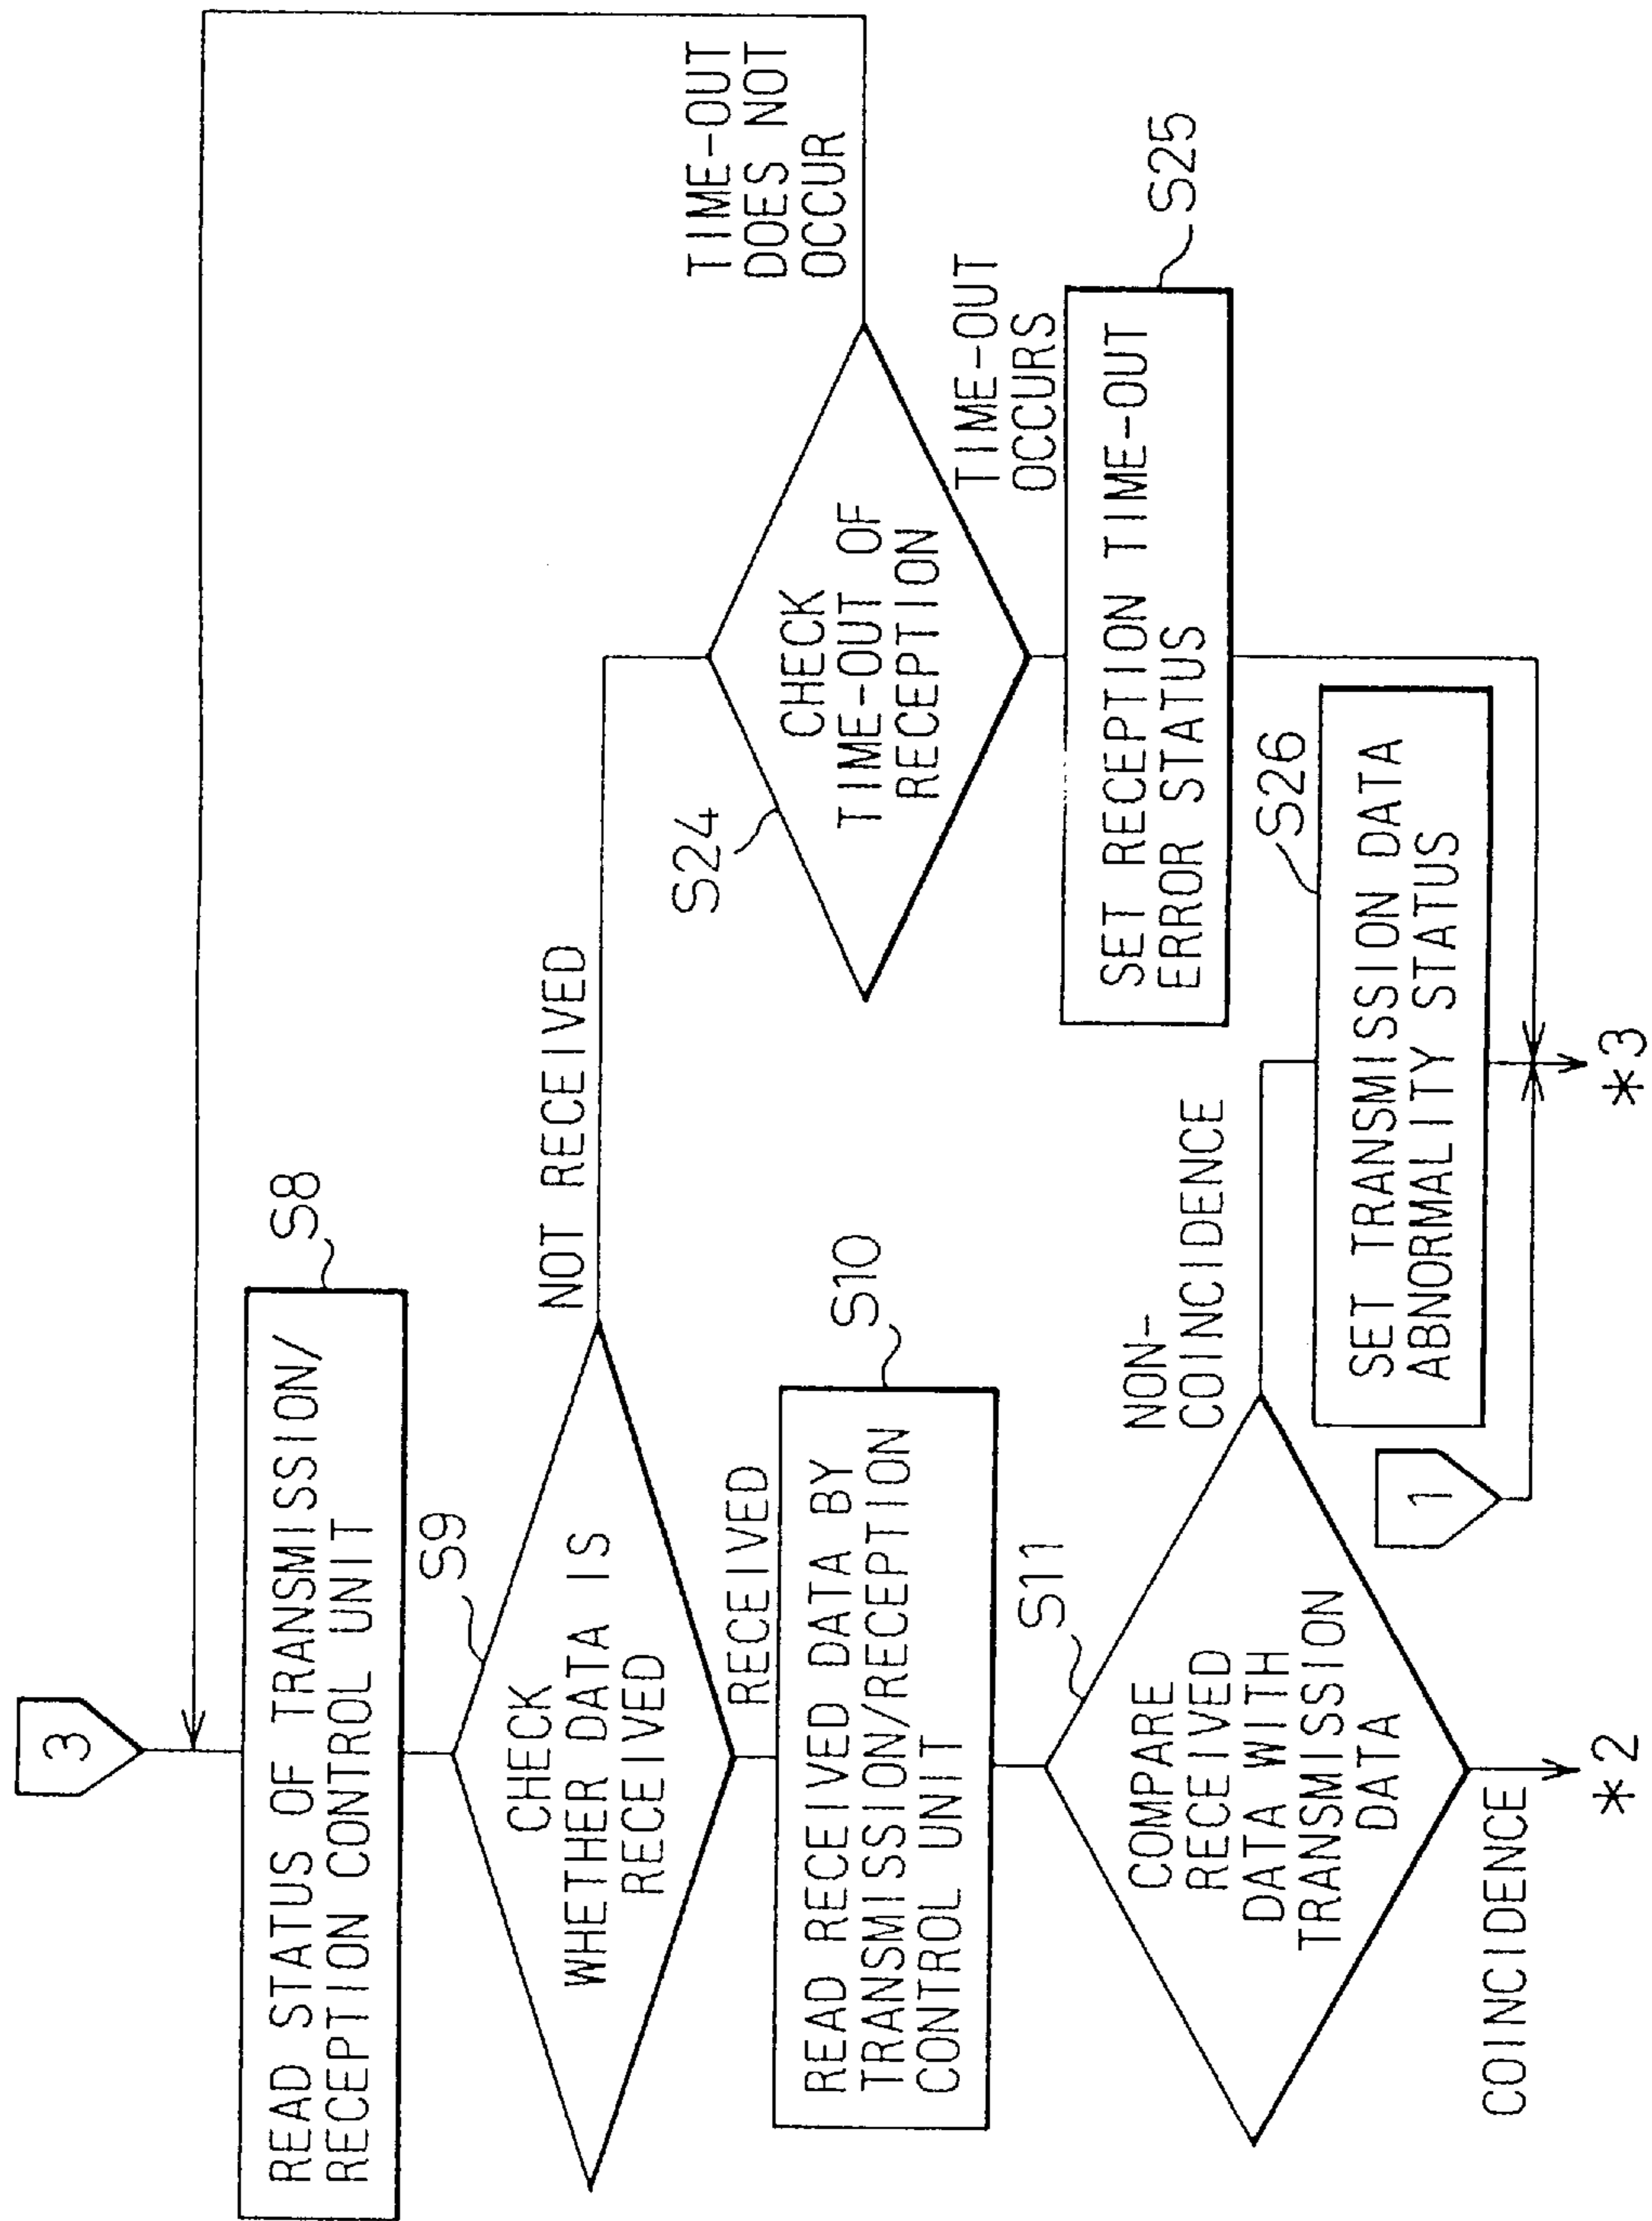 3
S8
READ STATUS OF TRANSMISSION/
RECEPTION CONTROL UNIT
S9
CHECK
WHETHER DATA IS
RECEIVED
NOT RECEIVED
RECEIVED
S10
READ RECEIVED DATA BY
TRANSMISSION/RECEPTION
CONTROL UNIT
S11
COMPARE
RECEIVED
DATA WITH
TRANSMISSION
DATA
NON-
COINCIDENCE
COINCIDENCE
*2
S24
CHECK
TIME-OUT OF
RECEPTION
TIME-OUT
DOES NOT
OCCUR
TIME-OUT
OCCURS
S25
SET RECEPTION TIME-OUT
ERROR STATUS
S26
SET TRANSMISSION DATA
ABNORMALITY STATUS
1
*3